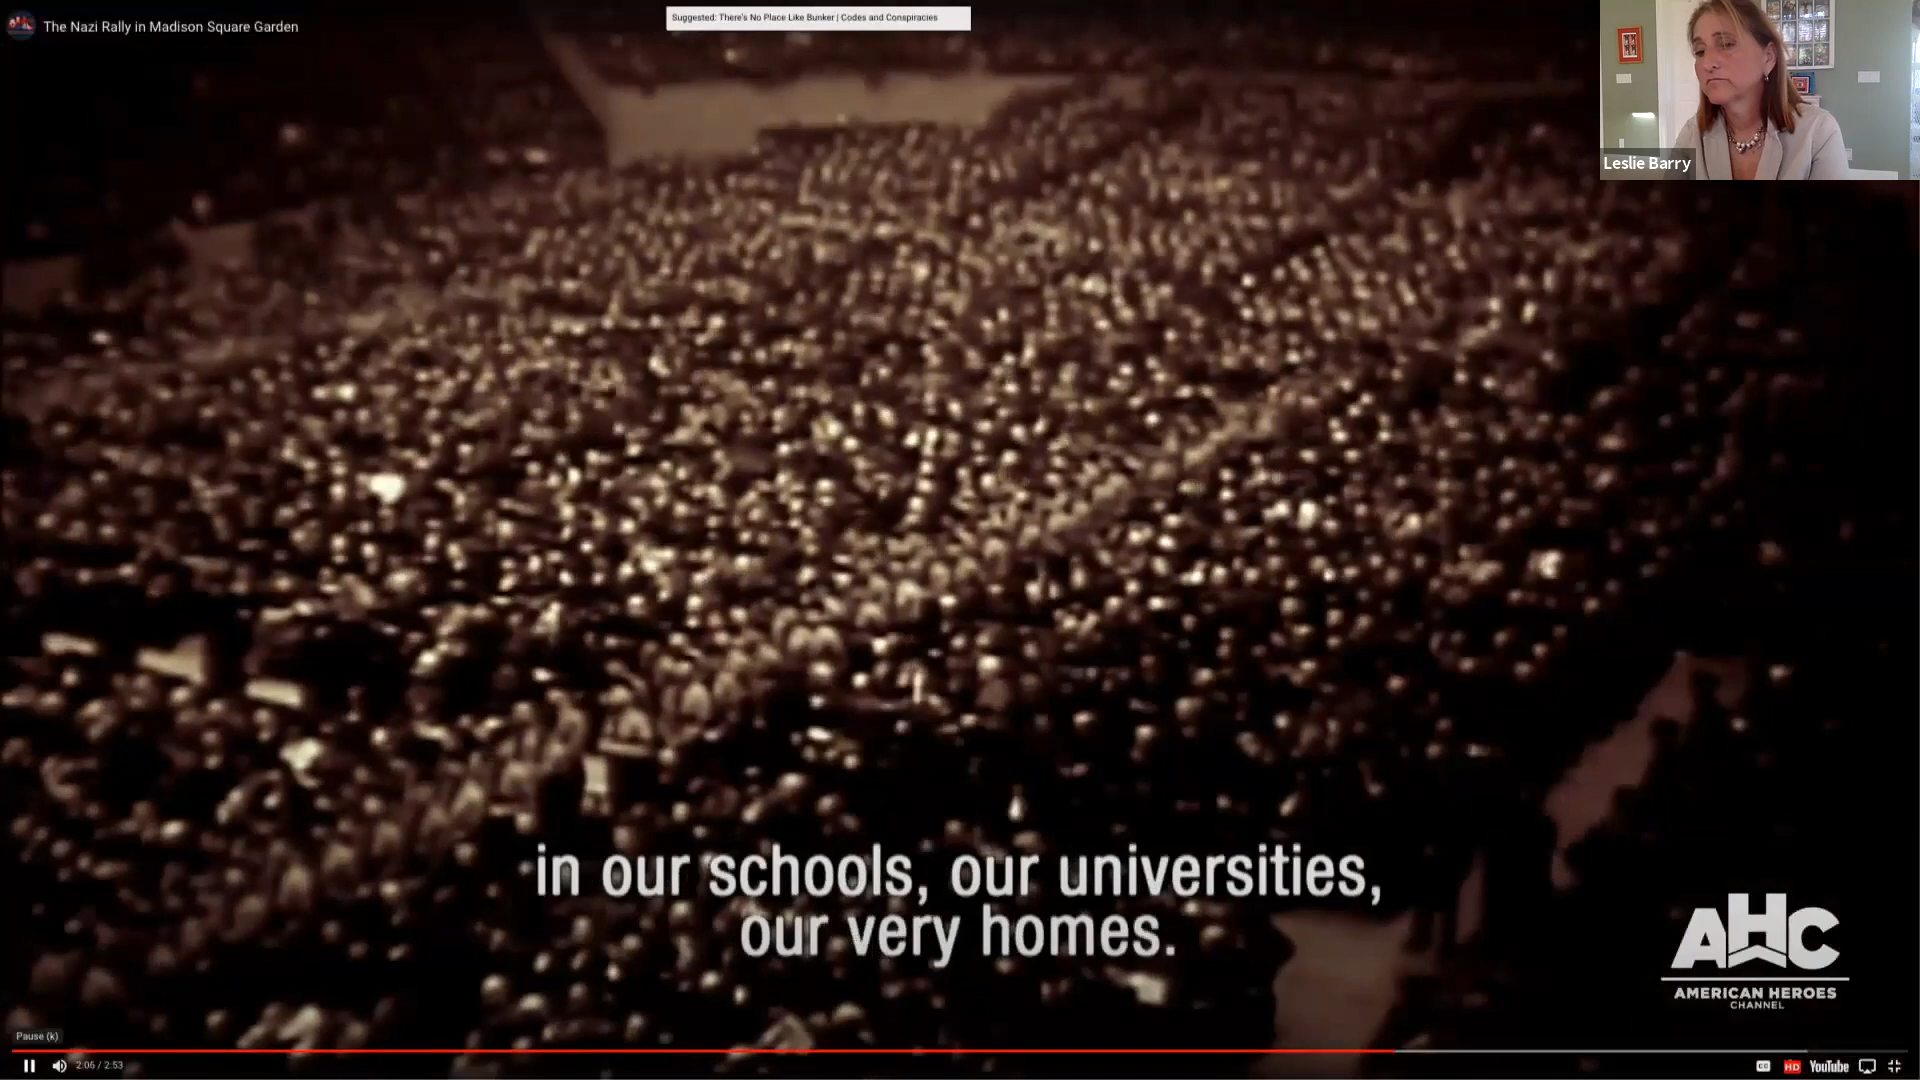 The Nazi Rally in Madison Square Garden
Suggested: There's No Place Like Bunker | Codes and Conspiracies
Leslie Barry
in our schools, our universities,
our very homes.
AHC
AMERICAN HEROES
CHANNEL
Pause (k)
2:06 / 2:53
CC
HD
YouTube